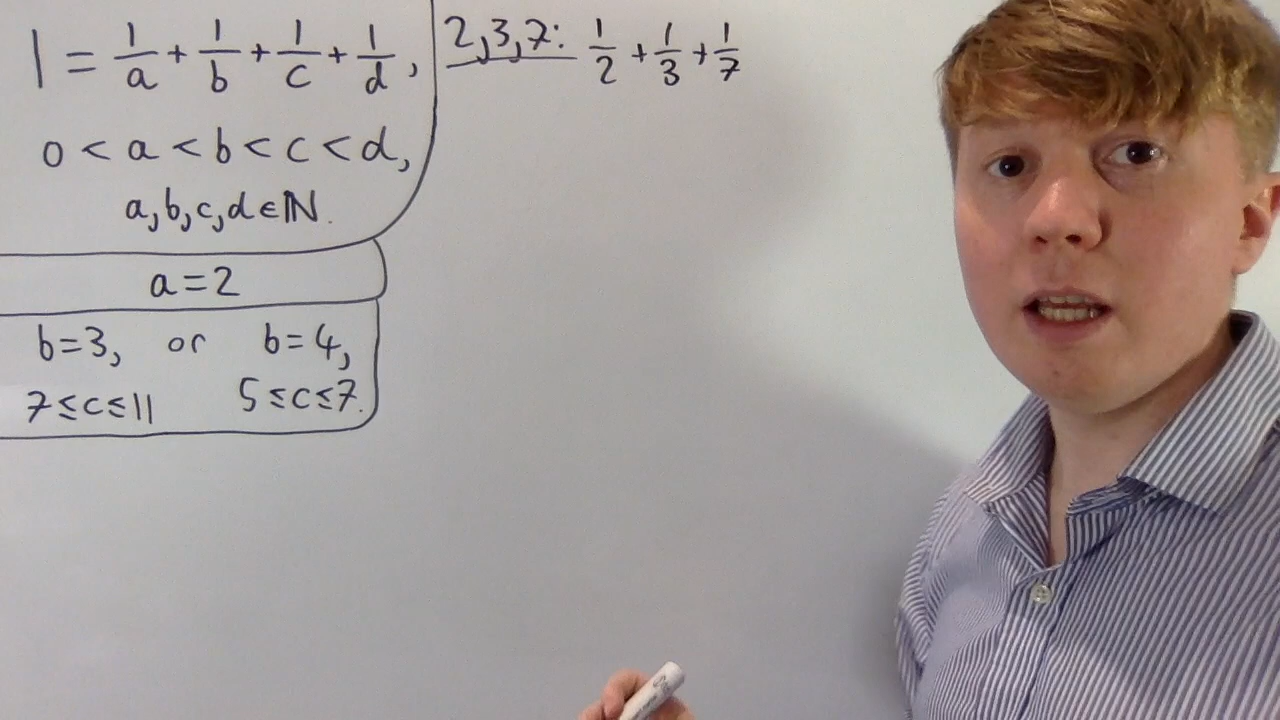 1 = 1/a + 1/b + 1/c + 1/d,
0 < a < b < c < d,
a, b, c, d ∈ ℕ.
a = 2
b = 3, or b = 4,
7 ≤ c ≤ 11 5 ≤ c ≤ 7.
2, 3, 7: 1/2 + 1/3 + 1/7